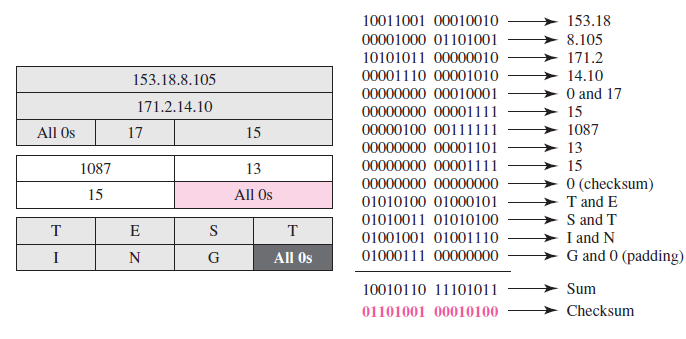 153.18.8.105
171.2.14.10
All 0s 17 15
1087 13
15 All 0s
T E S T
I N G All 0s
10011001 00010010 153.18
00001000 01101001 8.105
10101011 00000010 171.2
00001110 00001010 14.10
00000000 00010001 0 and 17
00000000 00001111 15
00000100 00111111 1087
00000000 00001101 13
00000000 00001111 15
00000000 00000000 0 (checksum)
01010100 01000101 T and E
01010011 01010100 S and T
01001001 01001110 I and N
01000111 00000000 G and 0 (padding)
10010110 11101011 Sum
01101001 00010100 Checksum